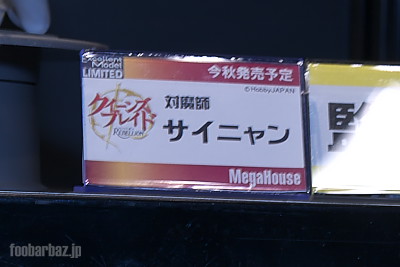 Excellent
Model
LIMITED
今秋発売予定
©HobbyJAPAN
クイーンズ
ブレイド
REBELLION
対魔師
サイニャン
MegaHouse
foobarbaz.jp